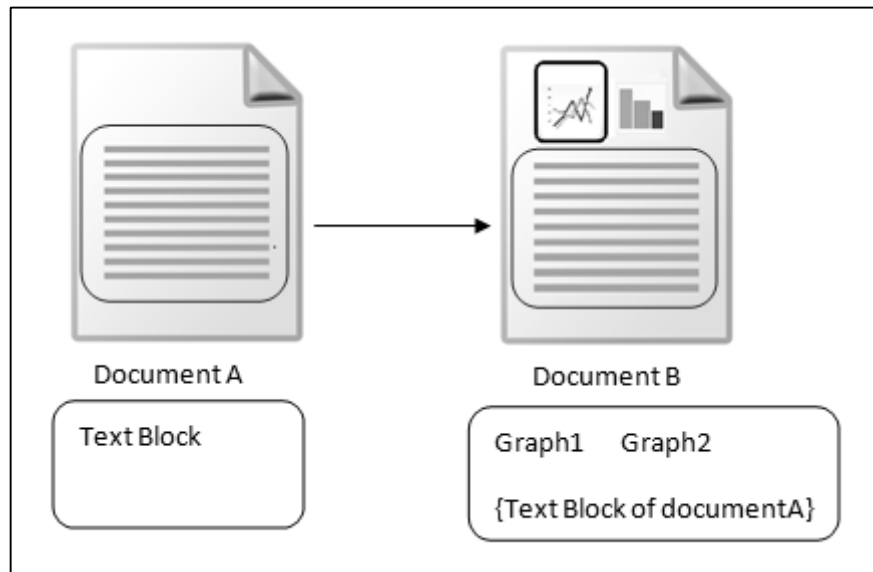 Document A
Document B
Text Block
Graph1 Graph2
{Text Block of documentA}